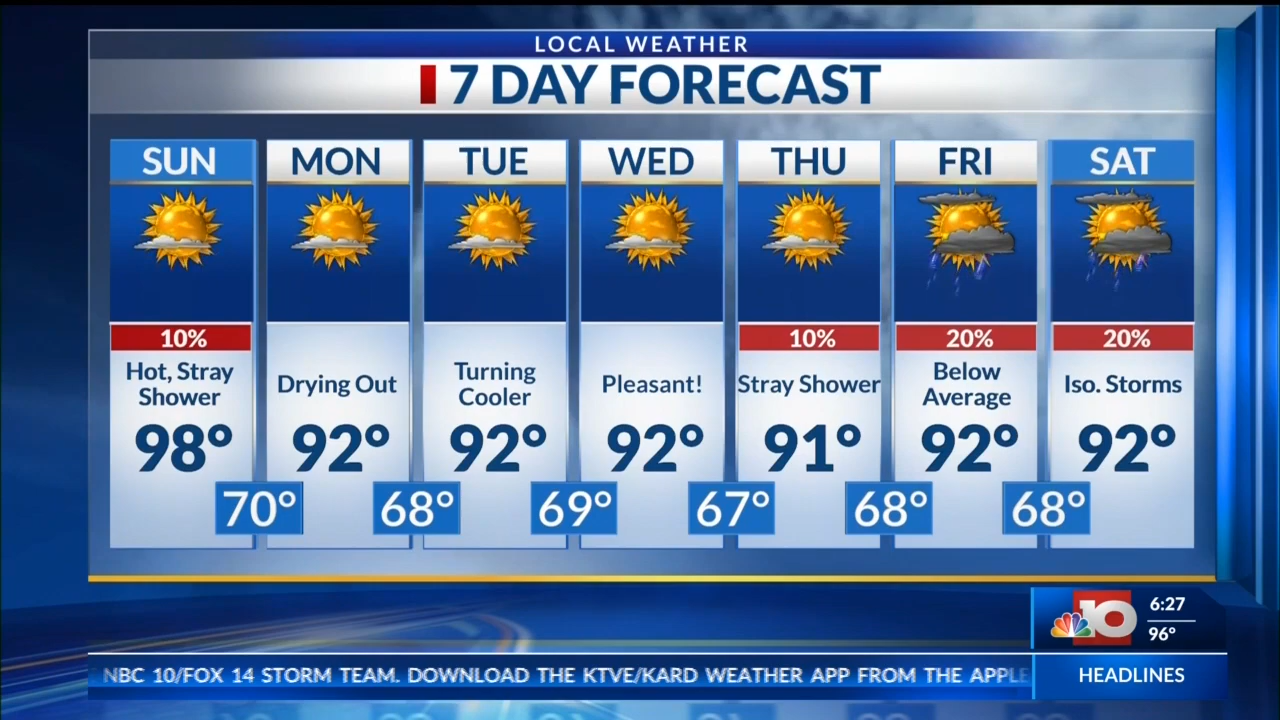 LOCAL WEATHER
7 DAY FORECAST
SUN
MON
TUE
WED
THU
FRI
SAT
10%
10%
20%
20%
Hot, Stray
Shower
Drying Out
Turning
Cooler
Pleasant!
Stray Shower
Below
Average
Iso. Storms
98°
92°
92°
92°
91°
92°
92°
70°
68°
69°
67°
68°
68°
10
6:27
96°
NBC 10/FOX 14 STORM TEAM. DOWNLOAD THE KTVE/KARD WEATHER APP FROM THE APPLE
HEADLINES